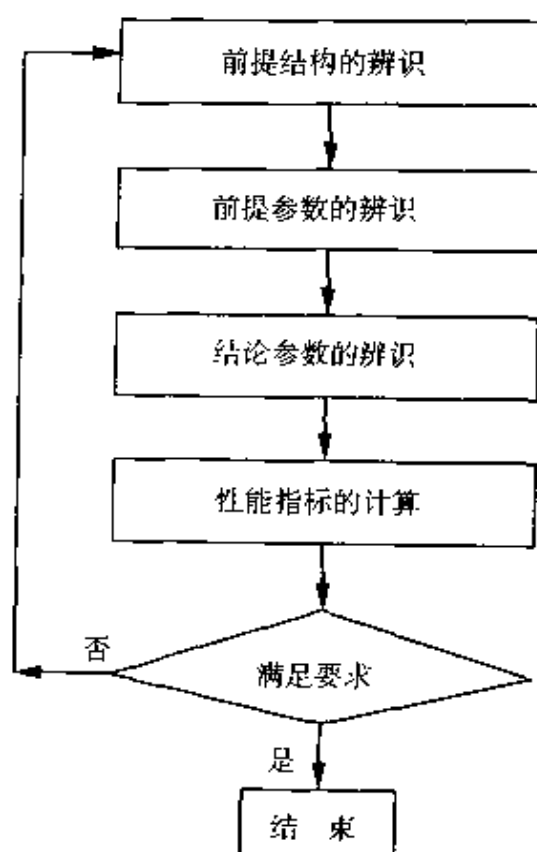 前提结构的辨识
前提参数的辨识
结论参数的辨识
性能指标的计算
否
满足要求
是
结 束